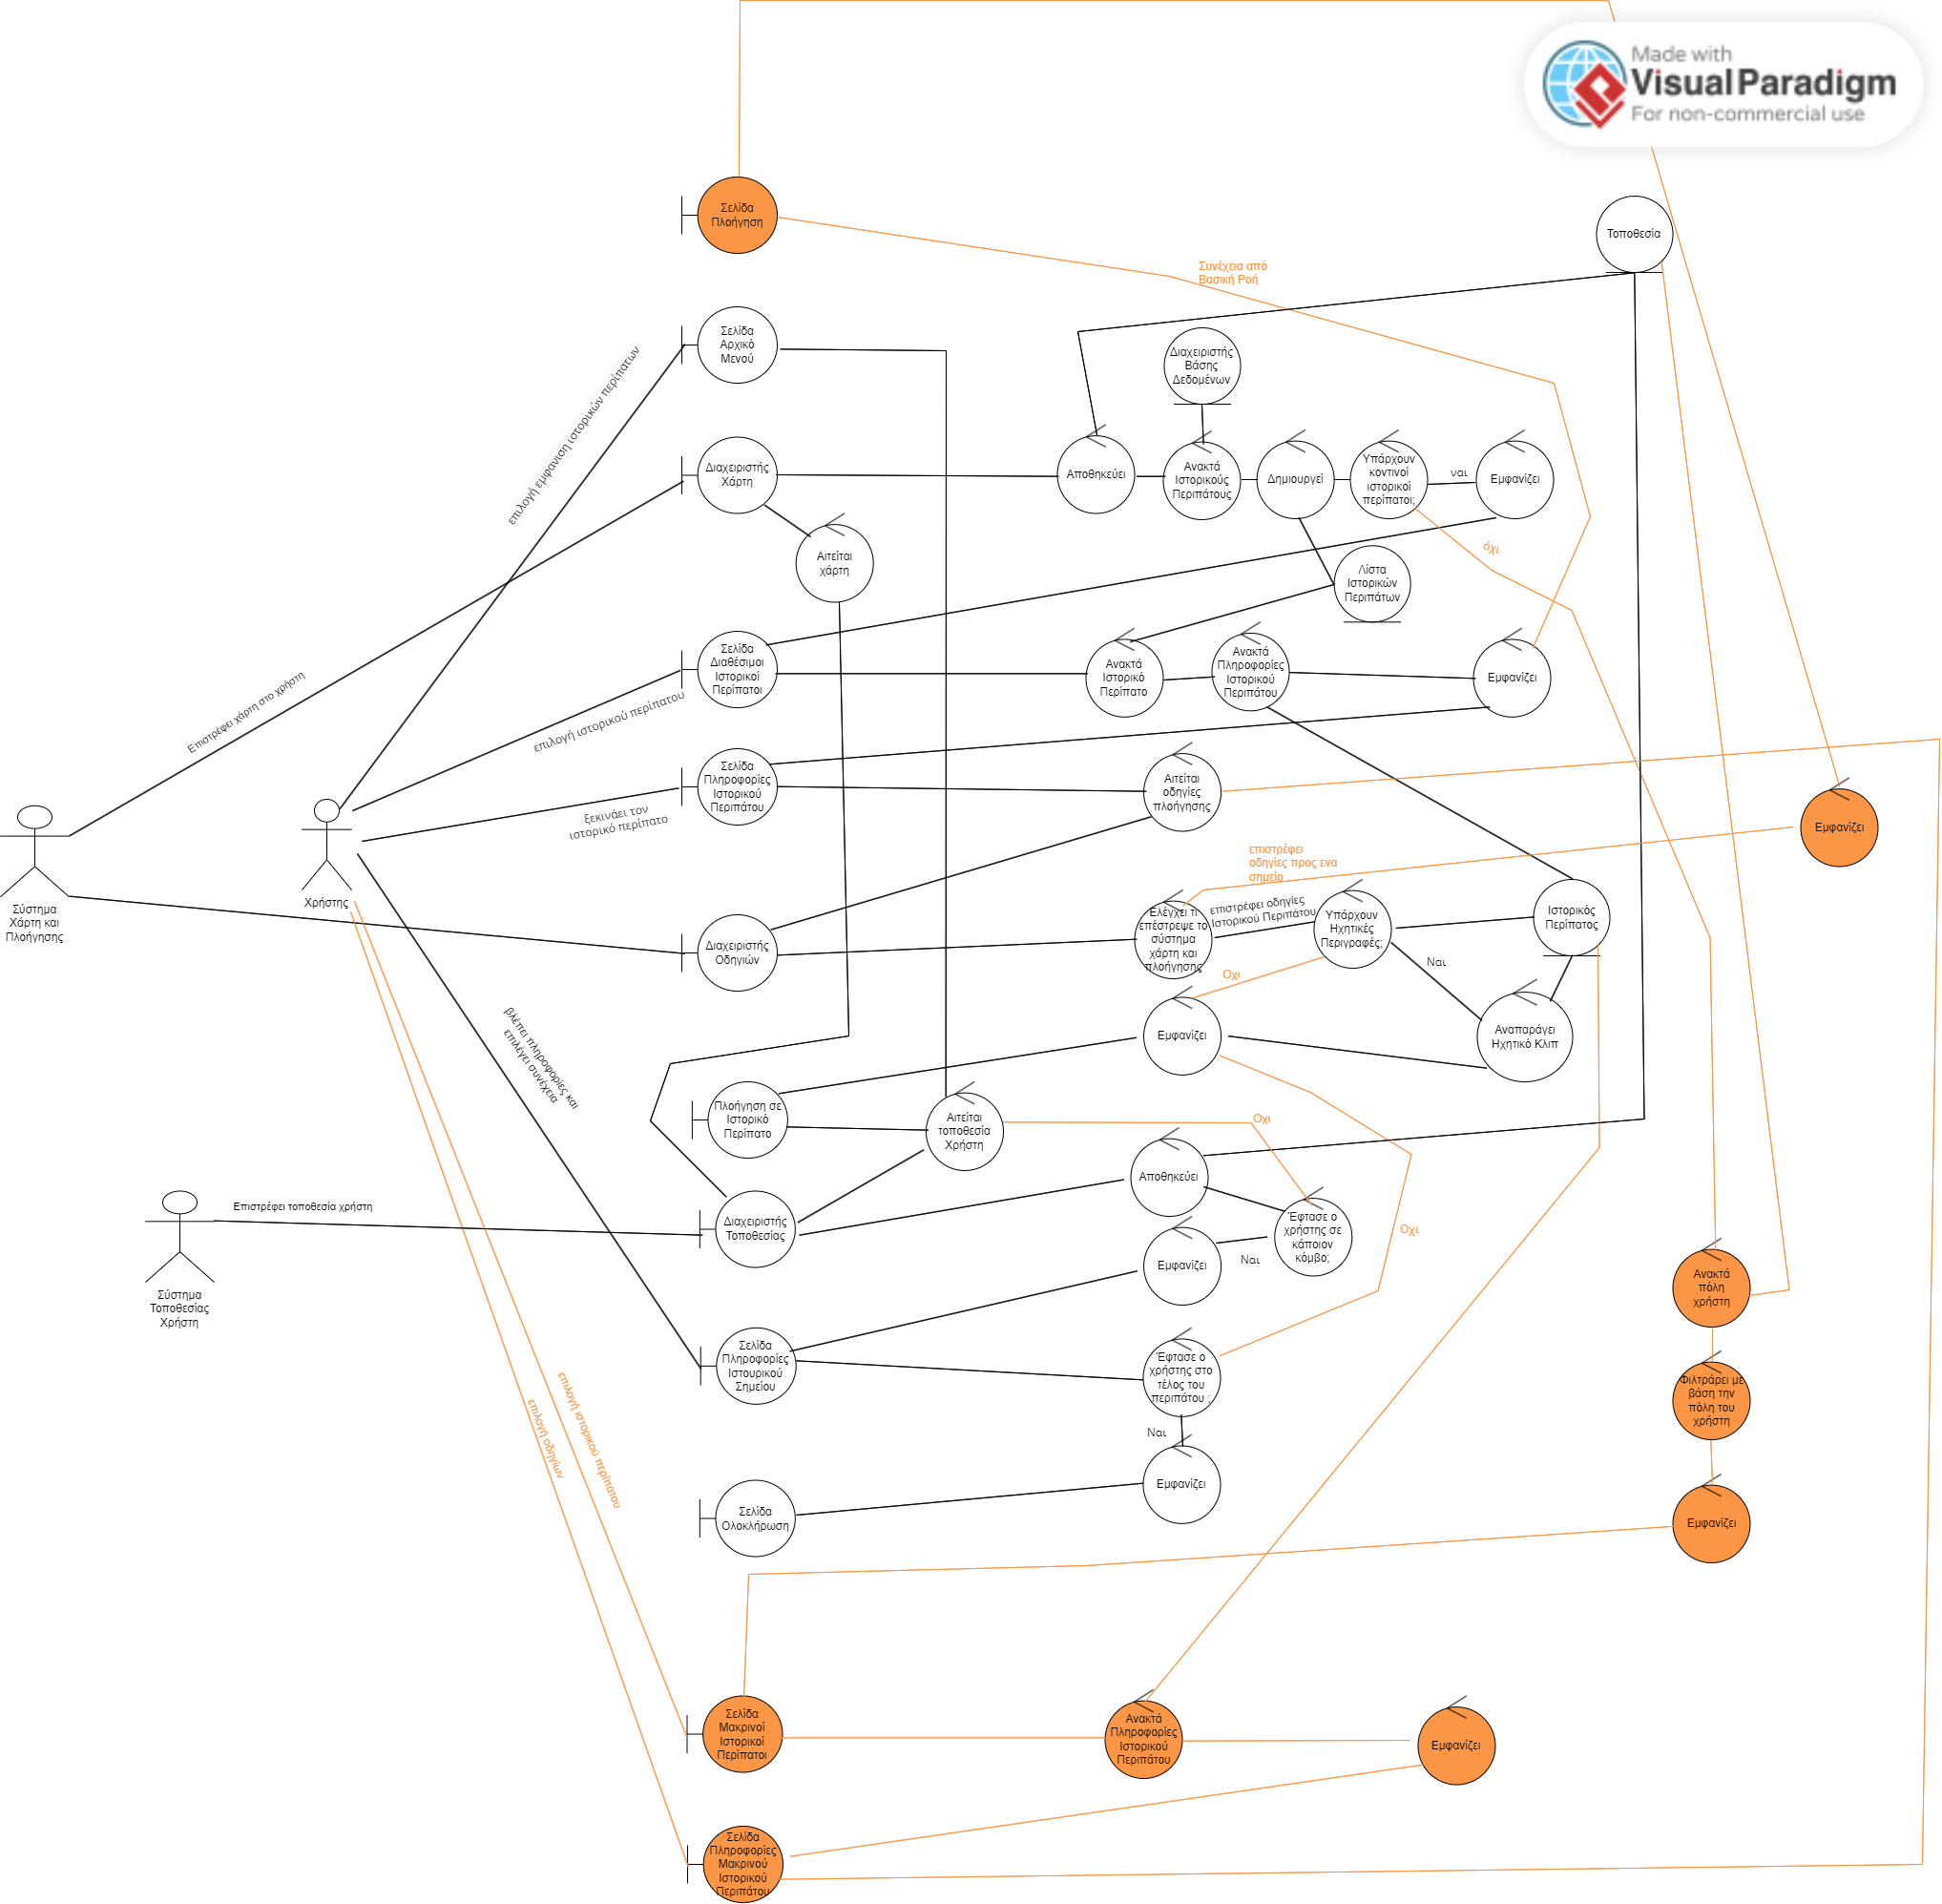 Made with
Visual Paradigm
For non-commercial use
Σελίδα
Πλοήγηση
Τοποθεσία
Συνέχεια από
Βασική Ροή
Σελίδα
Αρχικό
Μενού
επιλογή εμφανιση ιστορικών περίπατων
Διαχειριστής
Βάσης
Δεδομένων
Διαχειριστής
Χάρτη
Αποθηκεύει
Ανακτά
Ιστορικούς
Περιπάτους
Δημιουργεί
Υπάρχουν
κοντινοί
ιστορικοί
περίπατοι;
ναι
Εμφανίζει
όχι
Αιτείται
χάρτη
Λίστα
Ιστορικών
Περιπάτων
Επιστρέφει χάρτη στο χρήστη
Σελίδα
Διαθέσιμοι
Ιστορικοί
Περίπατοι
επιλογή ιστορικού περίπατου
Ανακτά
Ιστορικό
Περίπατο
Ανακτά
Πληροφορίες
Ιστορικού
Περιπάτου
Εμφανίζει
Σελίδα
Πληροφορίες
Ιστορικού
Περιπάτου
ξεκινάει τον
ιστορικό περίπατο
Αιτείται
οδηγίες
πλοήγησης
Εμφανίζει
επιστρέφει
οδηγίες προς ενα
σημείο
Σύστημα
Χάρτη και
Πλοήγησης
Χρήστης
Διαχειριστής
Οδηγιών
Ελέγχει τι
επέστρεψε το
σύστημα
χάρτη και
πλοήγησης
επιστρέφει οδηγίες
Ιστορικού Περιπάτου
Υπάρχουν
Ηχητικές
Περιγραφές;
Ιστορικός
Περίπατος
Οχι
Ναι
Εμφανίζει
Αναπαράγει
Ηχητικό Κλιπ
βλέπει πληροφορίες και
επιλέγει συνέχεια
Πλοήγηση σε
Ιστορικό
Περίπατο
Αιτείται
τοποθεσία
Χρήστη
Οχι
Αποθηκεύει
Επιστρέφει τοποθεσία χρήστη
Διαχειριστής
Τοποθεσίας
Έφτασε ο
χρήστης σε
κάποιον
κόμβο;
Οχι
Εμφανίζει
Ναι
Σύστημα
Τοποθεσίας
Χρήστη
Ανακτά
πόλη
χρήστη
Σελίδα
Πληροφορίες
Ιστουρικού
Σημείου
Έφτασε ο
χρήστης στο
τέλος του
περιπάτου ;
Φιλτράρει με
βάση την
πόλη του
χρήστη
επιλογή ιστορικού περίπατου
επιλογή οδηγίων
Ναι
Εμφανίζει
Σελίδα
Ολοκλήρωση
Εμφανίζει
Σελίδα
Μακρινοί
Ιστορικοί
Περίπατοι
Ανακτά
Πληροφορίες
Ιστορικού
Περιπάτου
Εμφανίζει
Σελίδα
Πληροφορίες
Μακρινού
Ιστορικού
Περιπάτου